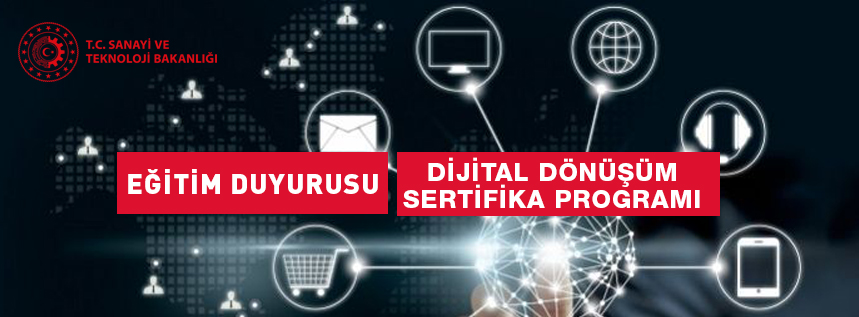 T.C. SANAYİ VE
TEKNOLOJİ BAKANLIĞI
EĞİTİM DUYURUSU
DİJİTAL DÖNÜŞÜM
SERTİFİKA PROGRAMI